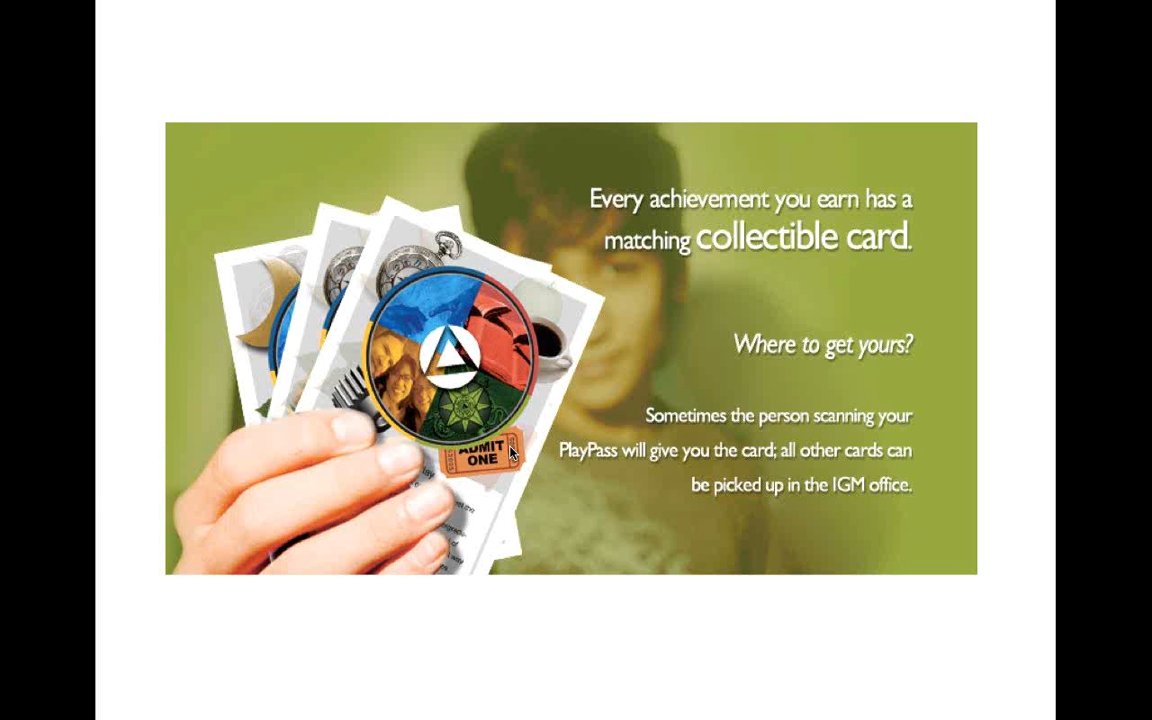 Every achievement you earn has a
matching collectible card.
Where to get yours?
Sometimes the person scanning your
PlayPass will give you the card; all other cards can
be picked up in the IGM office.
ADMIT
ONE